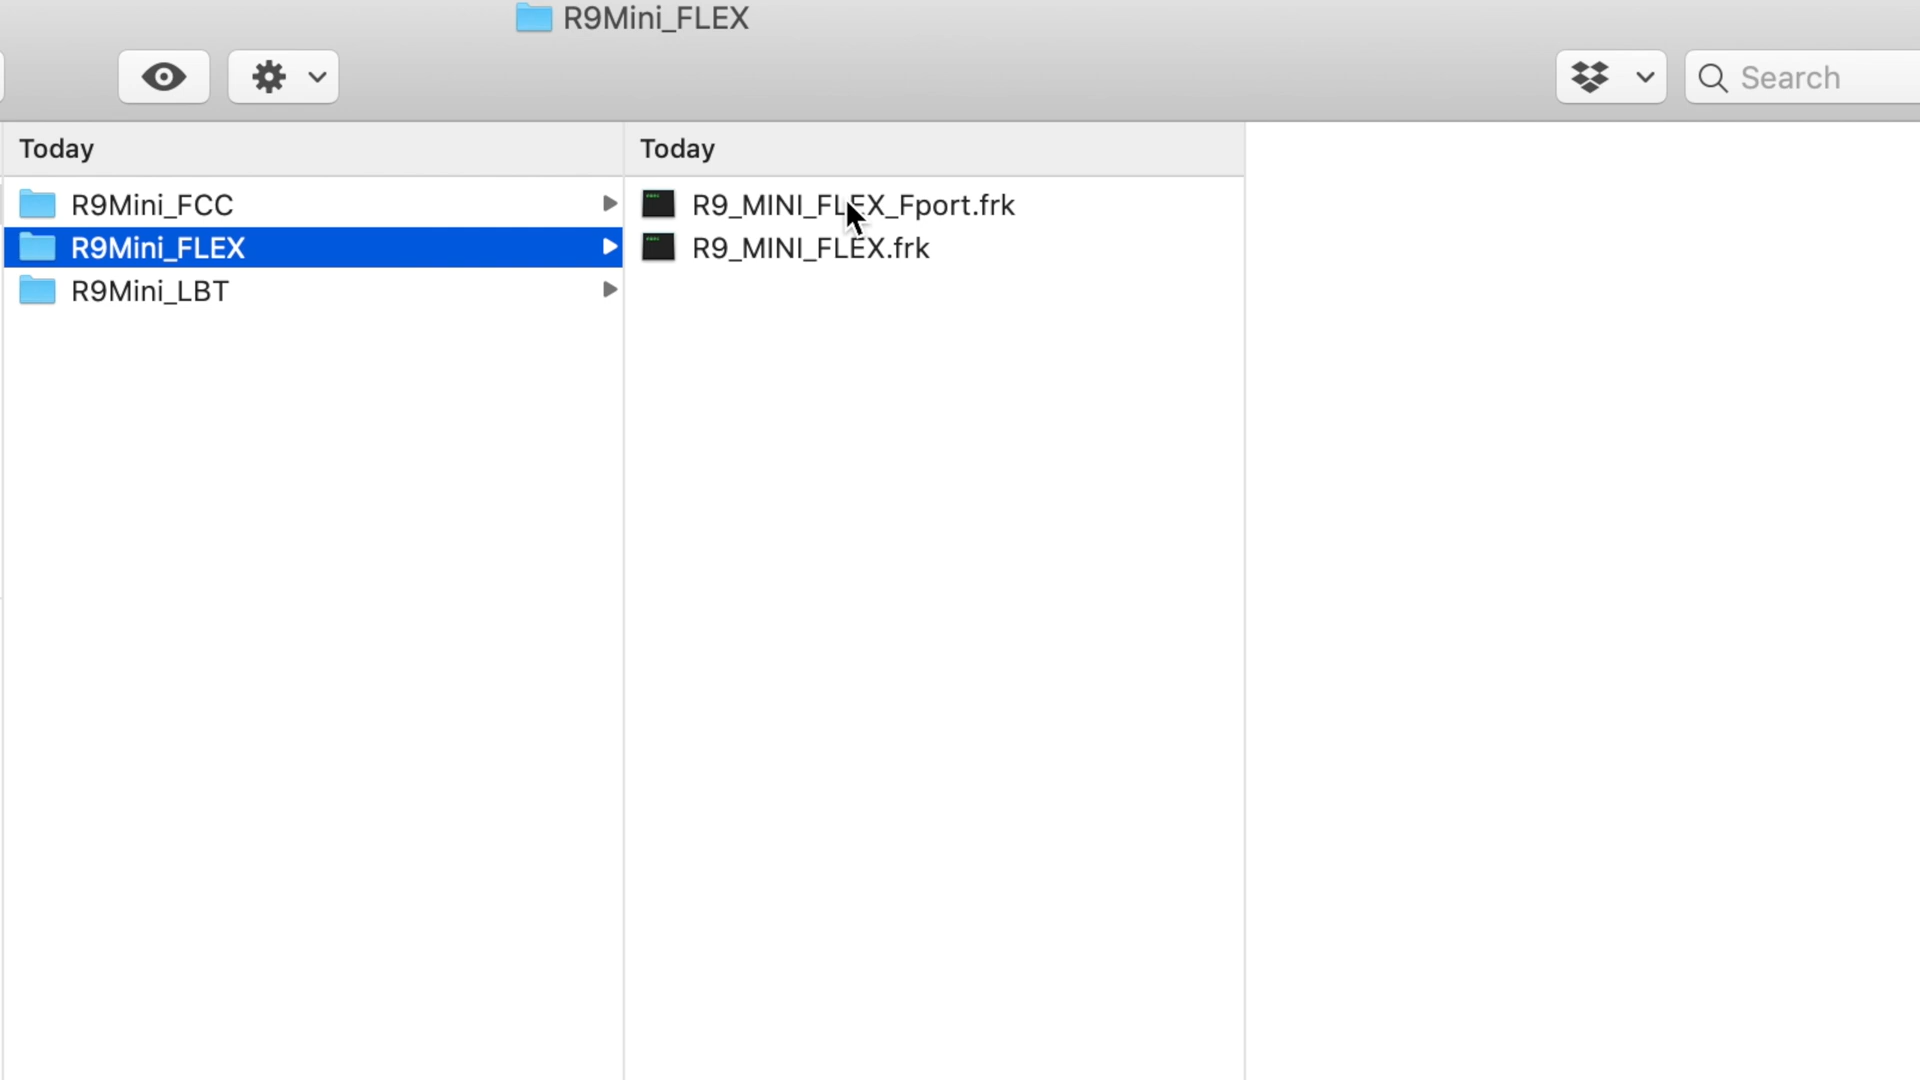 R9Mini_FLEX
Search
Today
R9Mini_FCC
R9Mini_FLEX
R9Mini_LBT
Today
R9_MINI_FLEX_Fport.frk
R9_MINI_FLEX.frk